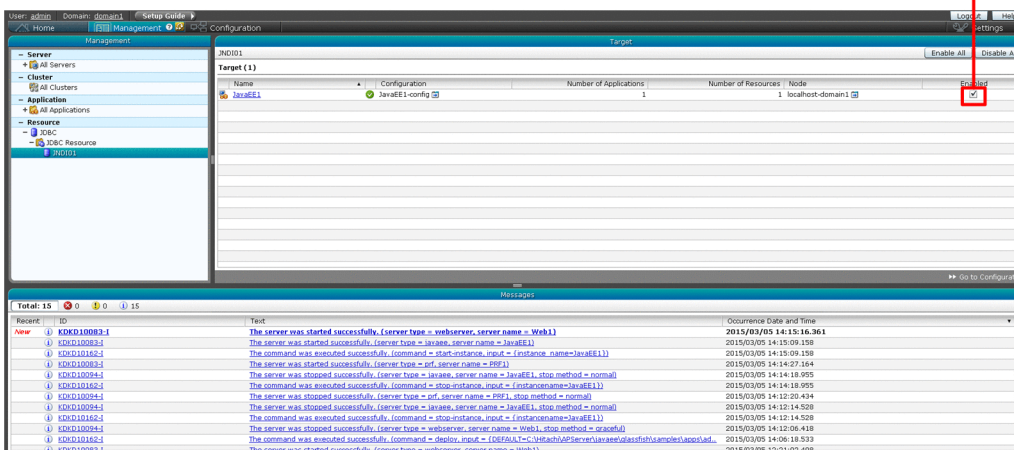 User: admin Domain: domain1 Setup Guide Logout Help
Home Management Configuration Settings
Management Target
JNDI01 Enable All Disable A
Target (1)
Name Configuration Number of Applications Number of Resources Node Enabled
JavaEE1 JavaEE1-config 1 1 localhost-domain1
− Server
+ All Servers
− Cluster
All Clusters
− Application
+ All Applications
− Resource
− JDBC
− JDBC Resource
JNDI01
Go to Configurat
Messages
Total: 15 0 0 15
Recent ID Text Occurrence Date and Time
New KDKD10083-I The server was started successfully. (server type = webserver, server name = Web1) 2015/03/05 14:15:16.361
KDKD10083-I The server was started successfully. (server type = javaee, server name = JavaEE1) 2015/03/05 14:15:09.158
KDKD10162-I The command was executed successfully. (command = start-instance, input = {instance_name=JavaEE1}) 2015/03/05 14:15:09.158
KDKD10083-I The server was started successfully. (server type = prf, server name = PRF1) 2015/03/05 14:14:27.164
KDKD10094-I The server was stopped successfully. (server type = javaee, server name = JavaEE1, stop method = normal) 2015/03/05 14:14:18.955
KDKD10162-I The command was executed successfully. (command = stop-instance, input = {instancename=JavaEE1}) 2015/03/05 14:14:18.955
KDKD10094-I The server was stopped successfully. (server type = prf, server name = PRF1, stop method = normal) 2015/03/05 14:12:20.434
KDKD10094-I The server was stopped successfully. (server type = javaee, server name = JavaEE1, stop method = normal) 2015/03/05 14:12:14.528
KDKD10162-I The command was executed successfully. (command = stop-instance, input = {instancename=JavaEE1}) 2015/03/05 14:12:14.528
KDKD10094-I The server was stopped successfully. (server type = webserver, server name = Web1, stop method = graceful) 2015/03/05 14:12:06.418
KDKD10162-I The command was executed successfully. (command = deploy, input = {DEFAULT=C:\Hitachi\APServer\javaee\glassfish\samples\apps\ad... 2015/03/05 14:06:18.533